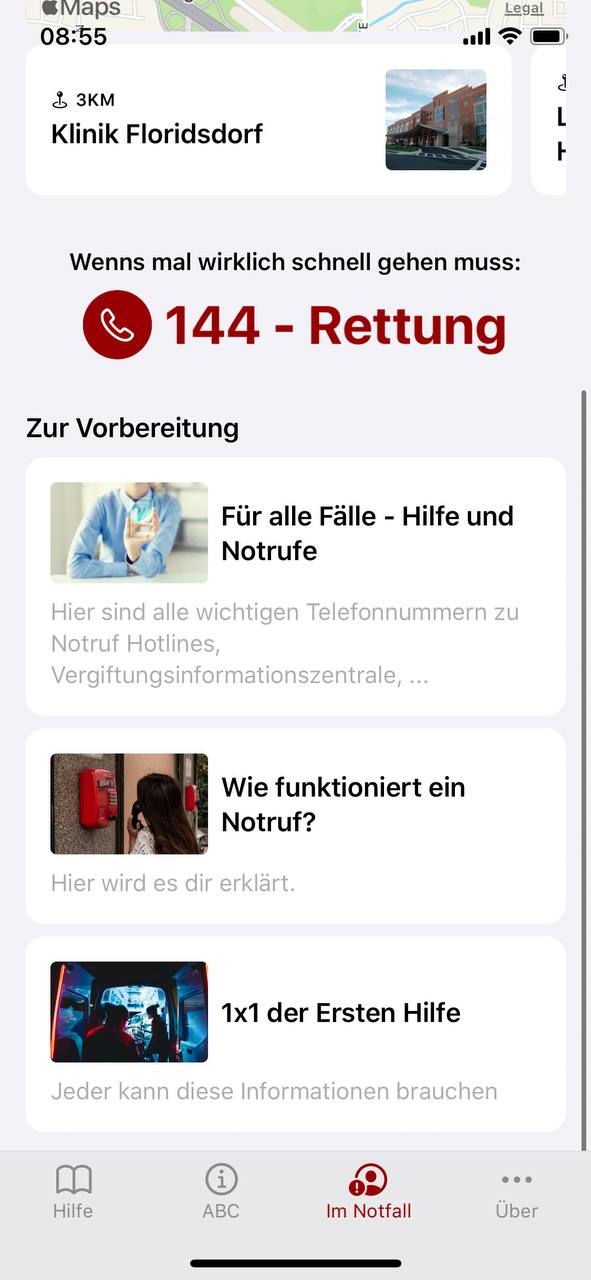 Maps
Legal
08:55
3KM
Klinik Floridsdorf
Wenns mal wirklich schnell gehen muss:
144 - Rettung
Zur Vorbereitung
Für alle Fälle - Hilfe und
Notrufe
Hier sind alle wichtigen Telefonnummern zu
Notruf Hotlines,
Vergiftungsinformationszentrale, ...
Wie funktioniert ein
Notruf?
Hier wird es dir erklärt.
1x1 der Ersten Hilfe
Jeder kann diese Informationen brauchen
Hilfe
ABC
Im Notfall
Über